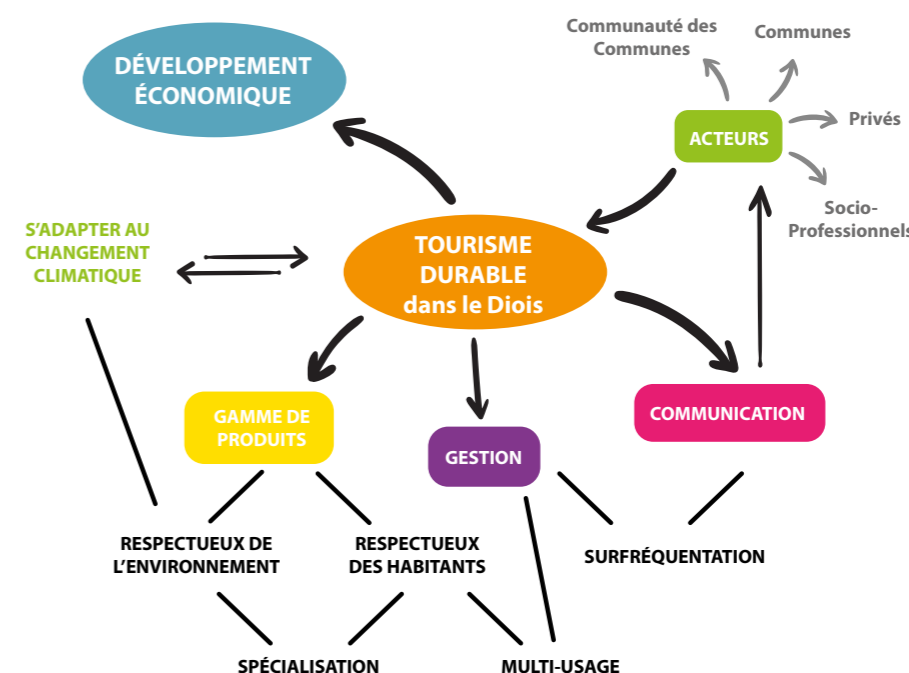 Communauté des
Communes
Communes
DÉVELOPPEMENT
ÉCONOMIQUE
Privés
ACTEURS
Socio-
Professionnels
S'ADAPTER AU
CHANGEMENT
CLIMATIQUE
TOURISME
DURABLE
dans le Diois
GAMME DE
PRODUITS
COMMUNICATION
GESTION
RESPECTUEUX DE
L'ENVIRONNEMENT
RESPECTUEUX
DES HABITANTS
SURFRÉQUENTATION
SPÉCIALISATION
MULTI-USAGE